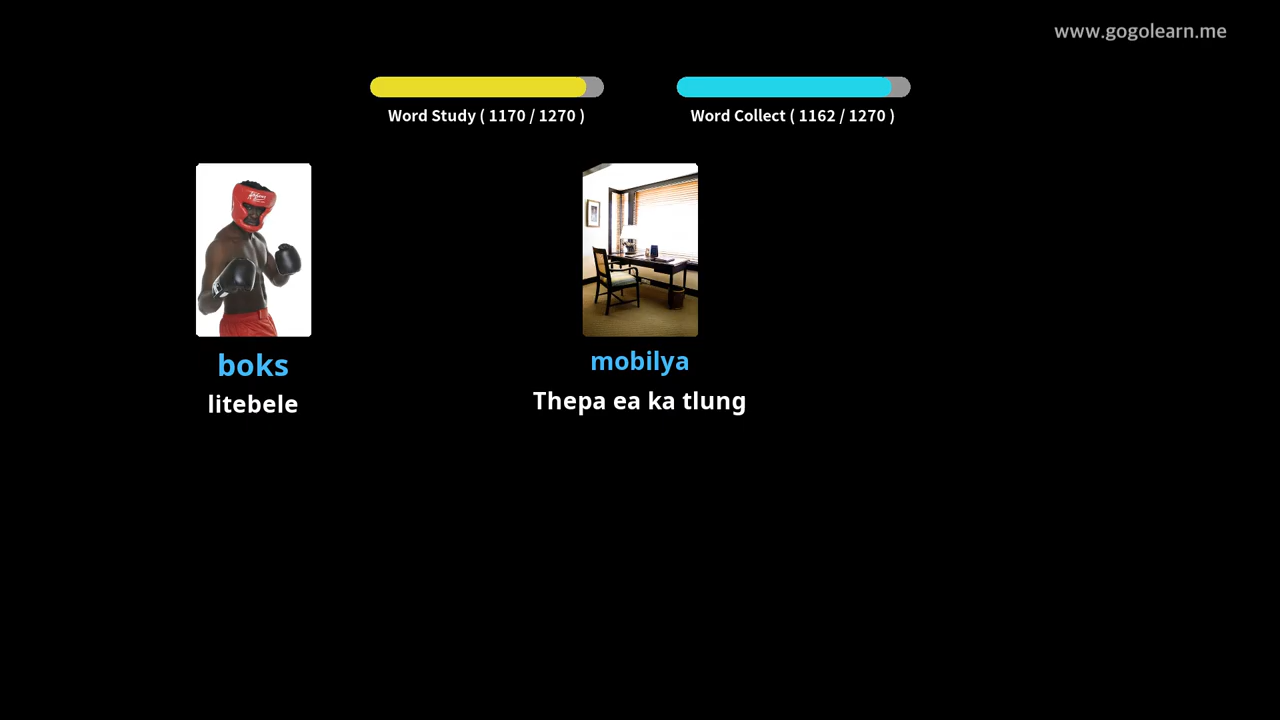 www.gogolearn.me
Word Study ( 1170 / 1270 )
Word Collect ( 1162 / 1270 )
boks
litebele
mobilya
Thepa ea ka tlung